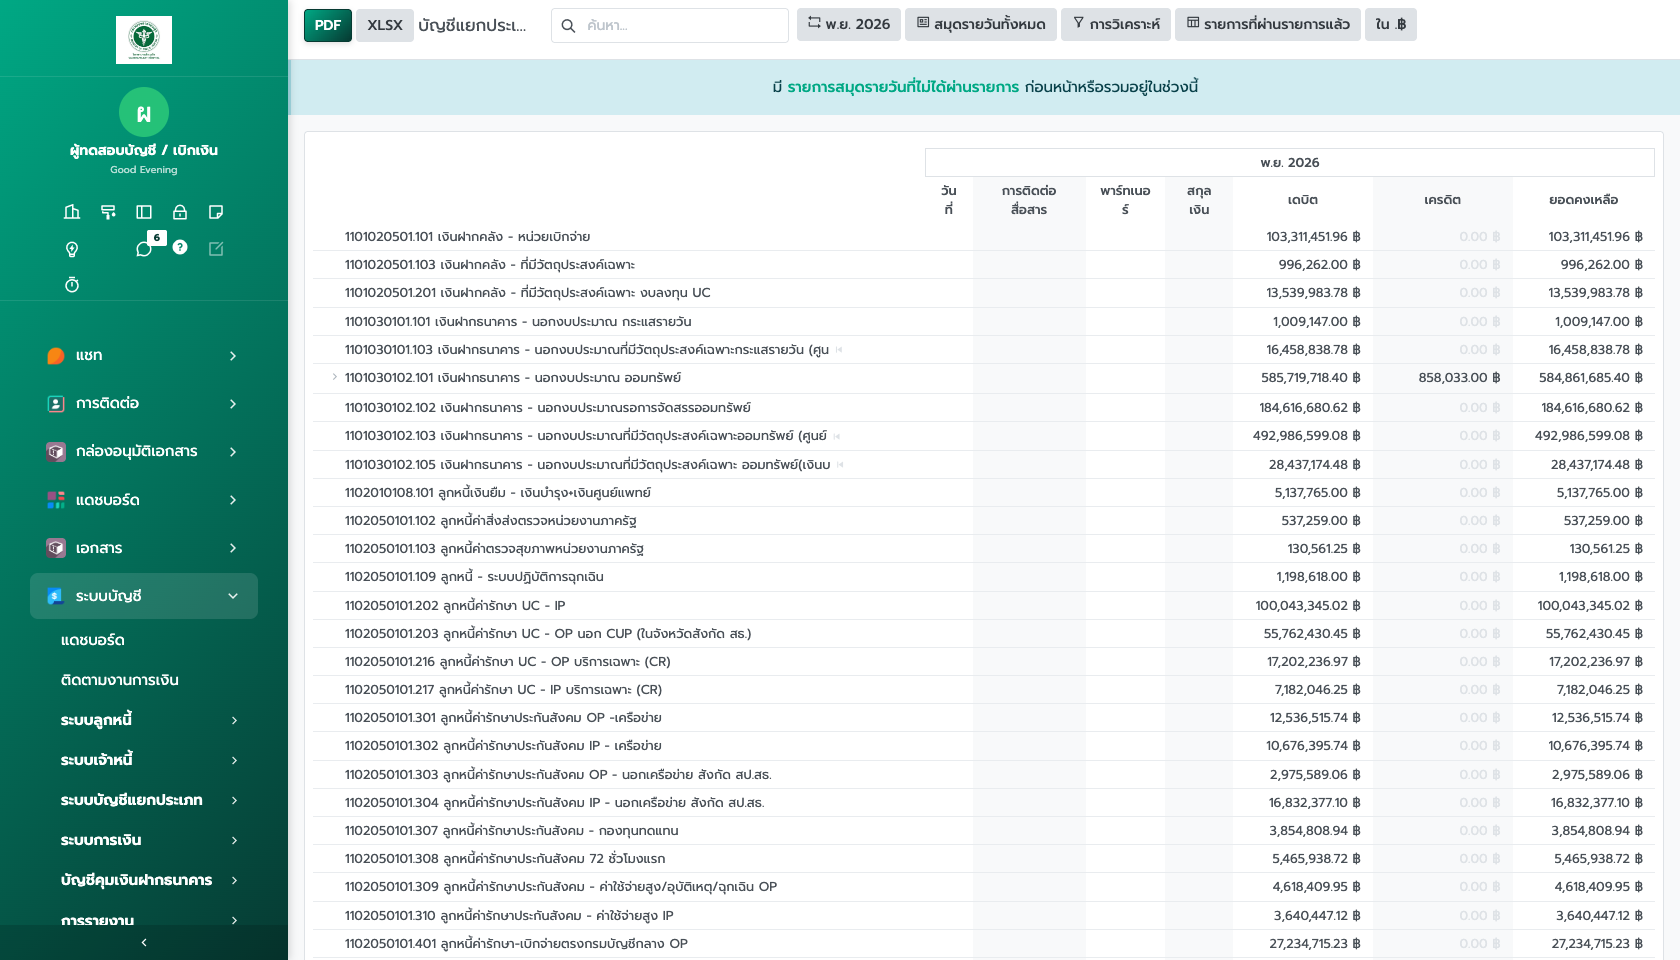 PDF
XLSX
บัญชีแยกประเ...
ค้นหา...
พ.ย. 2026
สมุดรายวันทั้งหมด
การวิเคราะห์
รายการที่ผ่านรายการแล้ว
ใน .฿
ผ
ผู้ทดสอบบัญชี / เบิกเงิน
Good Evening
6
แชท
การติดต่อ
กล่องอนุมัติเอกสาร
แดชบอร์ด
เอกสาร
ระบบบัญชี
แดชบอร์ด
ติดตามงานการเงิน
ระบบลูกหนี้
ระบบเจ้าหนี้
ระบบบัญชีแยกประเภท
ระบบการเงิน
บัญชีคุมเงินฝากธนาคาร
การรายงาน
มี รายการสมุดรายวันที่ไม่ได้ผ่านรายการ ก่อนหน้าหรือรวมอยู่ในช่วงนี้
พ.ย. 2026
วันที่ การติดต่อสื่อสาร พาร์ทเนอร์ สกุลเงิน เดบิต เครดิต ยอดคงเหลือ
1101020501.101 เงินฝากคลัง - หน่วยเบิกจ่าย 103,311,451.96 ฿ 0.00 ฿ 103,311,451.96 ฿
1101020501.103 เงินฝากคลัง - ที่มีวัตถุประสงค์เฉพาะ 996,262.00 ฿ 0.00 ฿ 996,262.00 ฿
1101020501.201 เงินฝากคลัง - ที่มีวัตถุประสงค์เฉพาะ งบลงทุน UC 13,539,983.78 ฿ 0.00 ฿ 13,539,983.78 ฿
1101030101.101 เงินฝากธนาคาร - นอกงบประมาณ กระแสรายวัน 1,009,147.00 ฿ 0.00 ฿ 1,009,147.00 ฿
1101030101.103 เงินฝากธนาคาร - นอกงบประมาณที่มีวัตถุประสงค์เฉพาะกระแสรายวัน (ศูน 16,458,838.78 ฿ 0.00 ฿ 16,458,838.78 ฿
1101030102.101 เงินฝากธนาคาร - นอกงบประมาณ ออมทรัพย์ 585,719,718.40 ฿ 858,033.00 ฿ 584,861,685.40 ฿
1101030102.102 เงินฝากธนาคาร - นอกงบประมาณรอการจัดสรรออมทรัพย์ 184,616,680.62 ฿ 0.00 ฿ 184,616,680.62 ฿
1101030102.103 เงินฝากธนาคาร - นอกงบประมาณที่มีวัตถุประสงค์เฉพาะออมทรัพย์ (ศูนย์ 492,986,599.08 ฿ 0.00 ฿ 492,986,599.08 ฿
1101030102.105 เงินฝากธนาคาร - นอกงบประมาณที่มีวัตถุประสงค์เฉพาะ ออมทรัพย์(เงินบ 28,437,174.48 ฿ 0.00 ฿ 28,437,174.48 ฿
1102010108.101 ลูกหนี้เงินยืม - เงินบำรุง+เงินศูนย์แพทย์ 5,137,765.00 ฿ 0.00 ฿ 5,137,765.00 ฿
1102050101.102 ลูกหนี้ค่าสิ่งส่งตรวจหน่วยงานภาครัฐ 537,259.00 ฿ 0.00 ฿ 537,259.00 ฿
1102050101.103 ลูกหนี้ค่าตรวจสุขภาพหน่วยงานภาครัฐ 130,561.25 ฿ 0.00 ฿ 130,561.25 ฿
1102050101.109 ลูกหนี้ - ระบบปฏิบัติการฉุกเฉิน 1,198,618.00 ฿ 0.00 ฿ 1,198,618.00 ฿
1102050101.202 ลูกหนี้ค่ารักษา UC - IP 100,043,345.02 ฿ 0.00 ฿ 100,043,345.02 ฿
1102050101.203 ลูกหนี้ค่ารักษา UC - OP นอก CUP (ในจังหวัดสังกัด สธ.) 55,762,430.45 ฿ 0.00 ฿ 55,762,430.45 ฿
1102050101.216 ลูกหนี้ค่ารักษา UC - OP บริการเฉพาะ (CR) 17,202,236.97 ฿ 0.00 ฿ 17,202,236.97 ฿
1102050101.217 ลูกหนี้ค่ารักษา UC - IP บริการเฉพาะ (CR) 7,182,046.25 ฿ 0.00 ฿ 7,182,046.25 ฿
1102050101.301 ลูกหนี้ค่ารักษาประกันสังคม OP -เครือข่าย 12,536,515.74 ฿ 0.00 ฿ 12,536,515.74 ฿
1102050101.302 ลูกหนี้ค่ารักษาประกันสังคม IP - เครือข่าย 10,676,395.74 ฿ 0.00 ฿ 10,676,395.74 ฿
1102050101.303 ลูกหนี้ค่ารักษาประกันสังคม OP - นอกเครือข่าย สังกัด สป.สธ. 2,975,589.06 ฿ 0.00 ฿ 2,975,589.06 ฿
1102050101.304 ลูกหนี้ค่ารักษาประกันสังคม IP - นอกเครือข่าย สังกัด สป.สธ. 16,832,377.10 ฿ 0.00 ฿ 16,832,377.10 ฿
1102050101.307 ลูกหนี้ค่ารักษาประกันสังคม - กองทุนทดแทน 3,854,808.94 ฿ 0.00 ฿ 3,854,808.94 ฿
1102050101.308 ลูกหนี้ค่ารักษาประกันสังคม 72 ชั่วโมงแรก 5,465,938.72 ฿ 0.00 ฿ 5,465,938.72 ฿
1102050101.309 ลูกหนี้ค่ารักษาประกันสังคม - ค่าใช้จ่ายสูง/อุบัติเหตุ/ฉุกเฉิน OP 4,618,409.95 ฿ 0.00 ฿ 4,618,409.95 ฿
1102050101.310 ลูกหนี้ค่ารักษาประกันสังคม - ค่าใช้จ่ายสูง IP 3,640,447.12 ฿ 0.00 ฿ 3,640,447.12 ฿
1102050101.401 ลูกหนี้ค่ารักษา-เบิกจ่ายตรงกรมบัญชีกลาง OP 27,234,715.23 ฿ 0.00 ฿ 27,234,715.23 ฿